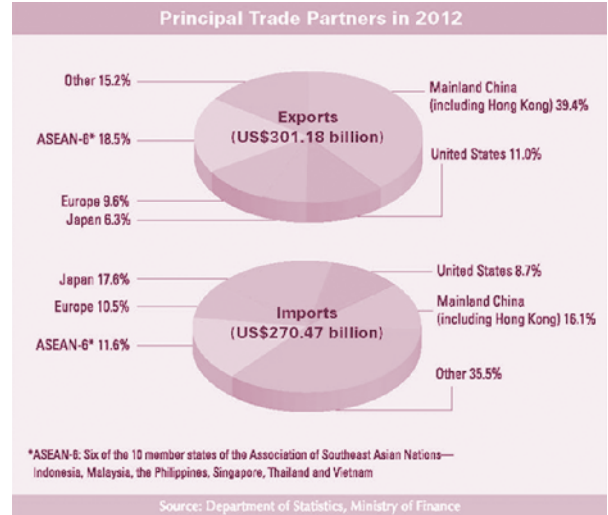 Principal Trade Partners in 2012
Other 15.2%
Mainland China
(including Hong Kong) 39.4%
Exports
(US$301.18 billion)
ASEAN-6* 18.5%
United States 11.0%
Europe 9.6%
Japan 6.3%
Japan 17.6%
United States 8.7%
Europe 10.5%
Mainland China
(including Hong Kong) 16.1%
Imports
(US$270.47 billion)
ASEAN-6* 11.6%
Other 35.5%
*ASEAN-6: Six of the 10 member states of the Association of Southeast Asian Nations—
Indonesia, Malaysia, the Philippines, Singapore, Thailand and Vietnam
Source: Department of Statistics, Ministry of Finance